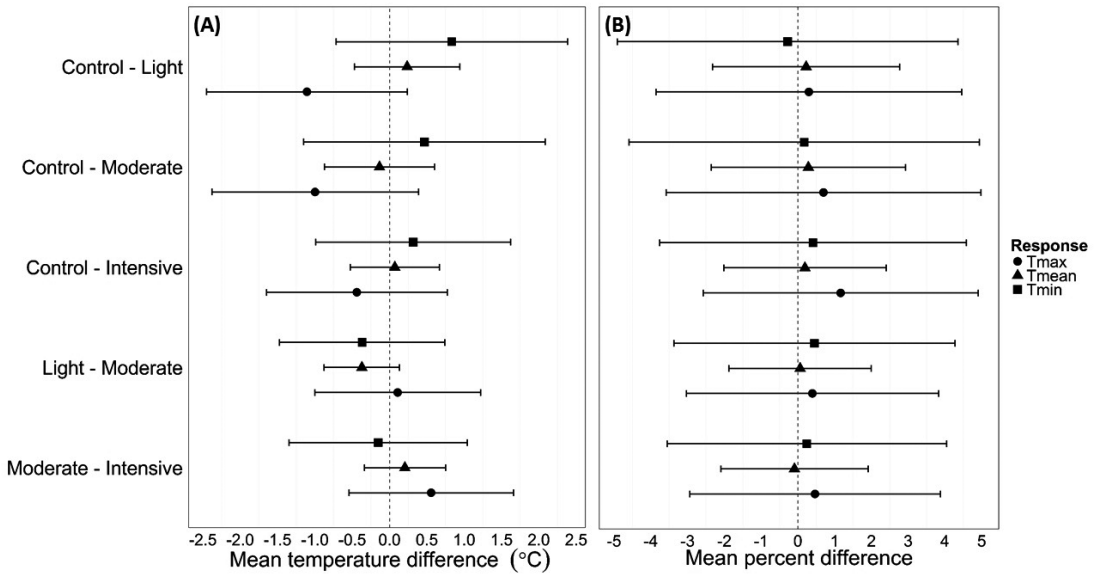 (A)
(B)
Control - Light
Control - Moderate
Control - Intensive
Light - Moderate
Moderate - Intensive
Response
Tmax
Tmean
Tmin
-2.5 -2.0 -1.5 -1.0 -0.5 0.0 0.5 1.0 1.5 2.0 2.5
-5 -4 -3 -2 -1 0 1 2 3 4 5
Mean temperature difference (°C)
Mean percent difference